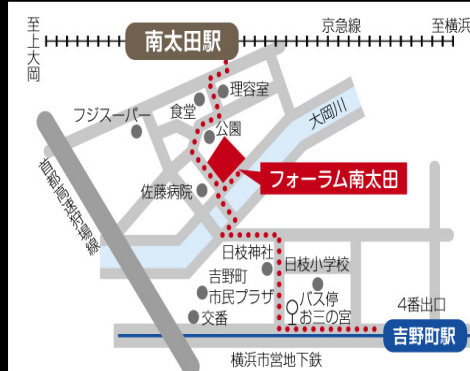 至上大岡
南太田駅
京急線
至横浜
理容室
食堂
フジスーパー
公園
大岡川
フォーラム南太田
佐藤病院
首都高速狩場線
日枝神社
日枝小学校
吉野町
市民プラザ
バス停
お三の宮
4番出口
交番
吉野町駅
横浜市営地下鉄